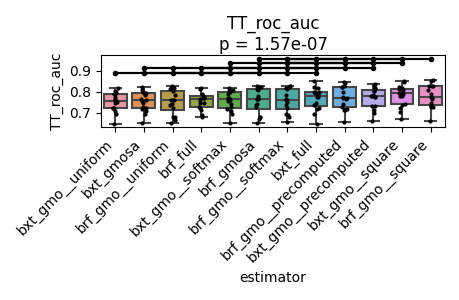 TT_roc_auc
p = 1.57e-07
TT_roc_auc
0.9
0.8
0.7
bxt_gmo__uniform
bxt_gmosa
brf_gmo__uniform
brf_full
bxt_gmo__softmax
brf_gmosa
brf_gmo__softmax
bxt_full
brf_gmo__precomputed
bxt_gmo__precomputed
bxt_gmo__square
brf_gmo__square
estimator